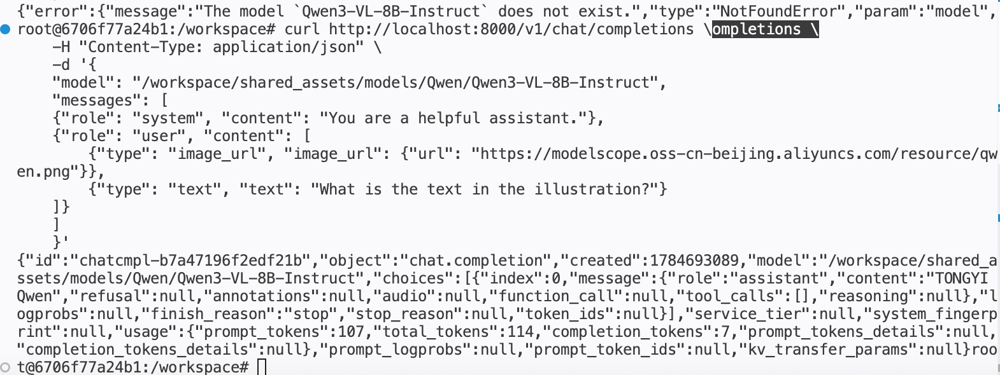 {"error":{"message":"The model `Qwen3-VL-8B-Instruct` does not exist.","type":"NotFoundError","param":"model",
root@6706f77a24b1:/workspace# curl http://localhost:8000/v1/chat/completions \ompletions \
    -H "Content-Type: application/json" \
    -d '{
    "model": "/workspace/shared_assets/models/Qwen/Qwen3-VL-8B-Instruct",
    "messages": [
    {"role": "system", "content": "You are a helpful assistant."},
    {"role": "user", "content": [
        {"type": "image_url", "image_url": {"url": "https://modelscope.oss-cn-beijing.aliyuncs.com/resource/qw
en.png"}},
        {"type": "text", "text": "What is the text in the illustration?"}
    ]}
    ]
    }'
{"id":"chatcmpl-b7a47196f2edf21b","object":"chat.completion","created":1784693089,"model":"/workspace/shared_a
ssets/models/Qwen/Qwen3-VL-8B-Instruct","choices":[{"index":0,"message":{"role":"assistant","content":"TONGYI
Qwen","refusal":null,"annotations":null,"audio":null,"function_call":null,"tool_calls":[],"reasoning":null},"l
ogprobs":null,"finish_reason":"stop","stop_reason":null,"token_ids":null}],"service_tier":null,"system_fingerp
rint":null,"usage":{"prompt_tokens":107,"total_tokens":114,"completion_tokens":7,"prompt_tokens_details":null,
"completion_tokens_details":null},"prompt_logprobs":null,"prompt_token_ids":null,"kv_transfer_params":null}roo
t@6706f77a24b1:/workspace#